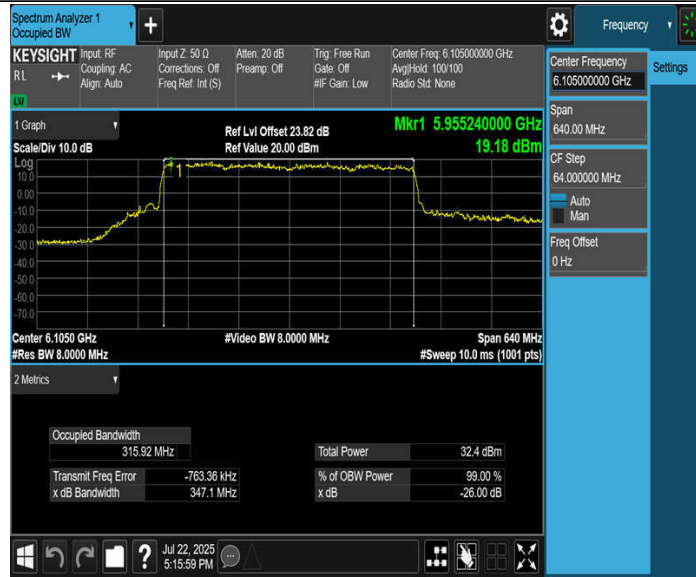 Spectrum Analyzer 1
Occupied BW
+
Frequency
KEYSIGHT
RL
LXI
Input: RF
Coupling: AC
Align: Auto
Input Z: 50 Ω
Corrections: Off
Freq Ref: Int (S)
Atten: 20 dB
Preamp: Off
Trig: Free Run
Gate: Off
#IF Gain: Low
Center Freq: 6.105000000 GHz
Avg|Hold: 100/100
Radio Std: None
Center Frequency
6.105000000 GHz
Settings
Span
640.00 MHz
CF Step
64.000000 MHz
Auto
Man
Freq Offset
0 Hz
1 Graph
Scale/Div 10.0 dB
Ref Lvl Offset 23.82 dB
Ref Value 20.00 dBm
Mkr1 5.955240000 GHz
19.18 dBm
Log
10.0
0.00
-10.0
-20.0
-30.0
-40.0
-50.0
-60.0
-70.0
1
Center 6.1050 GHz
#Res BW 8.0000 MHz
#Video BW 8.0000 MHz
Span 640 MHz
#Sweep 10.0 ms (1001 pts)
2 Metrics
Occupied Bandwidth
315.92 MHz
Transmit Freq Error -763.36 kHz
x dB Bandwidth 347.1 MHz
Total Power 32.4 dBm
% of OBW Power 99.00 %
x dB -26.00 dB
?
Jul 22, 2025
5:15:59 PM